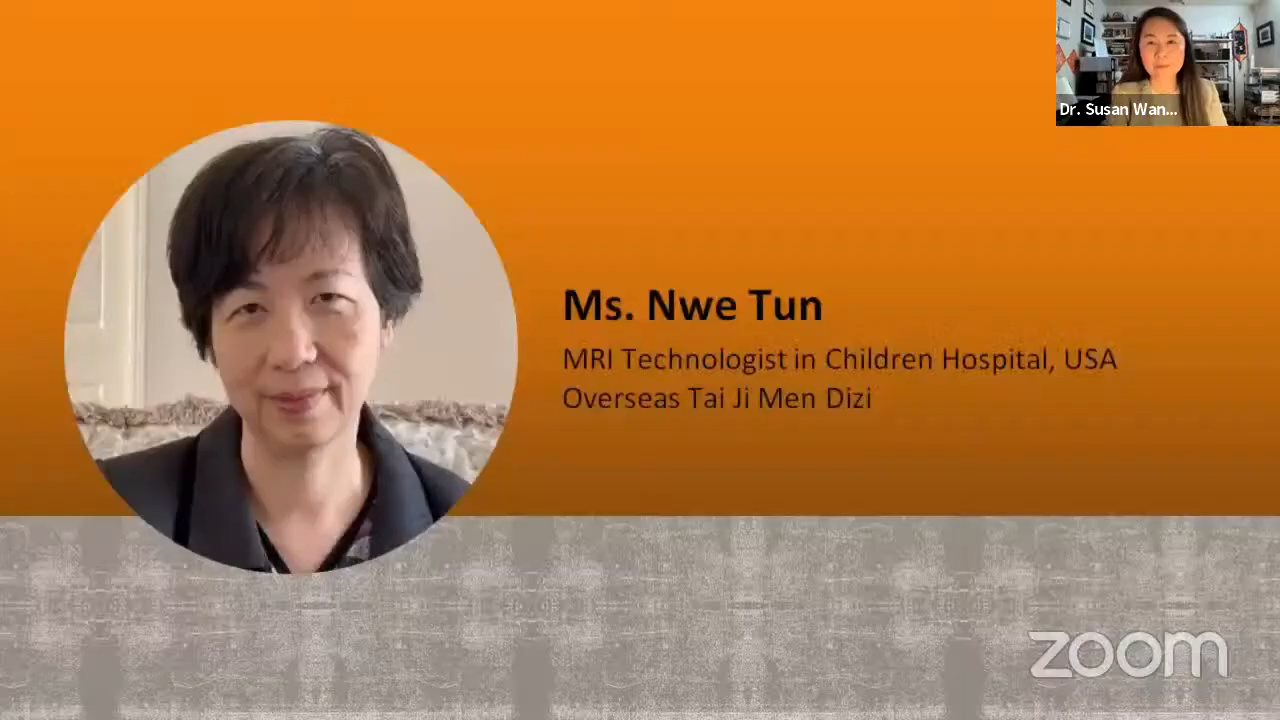 Dr. Susan Wan...
Ms. Nwe Tun
MRI Technologist in Children Hospital, USA
Overseas Tai Ji Men Dizi
zoom